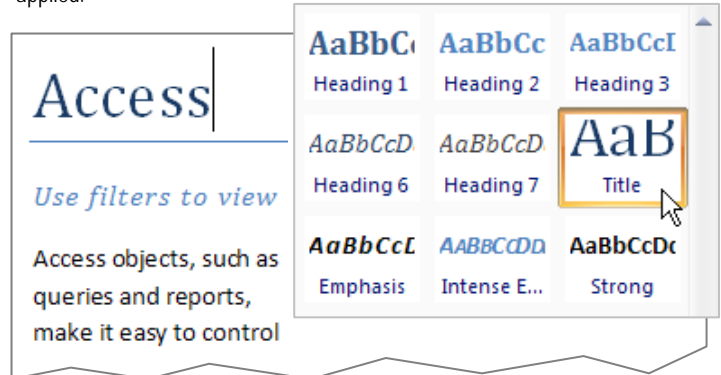 Access
Use filters to view
Access objects, such as
queries and reports,
make it easy to control
AaBbC
AaBbCc
AaBbCcI
Heading 1
Heading 2
Heading 3
AaBbCcD
AaBbCcD
AaB
Heading 6
Heading 7
Title
AaBbCcD
AABBCCDD
AaBbCcDc
Emphasis
Intense E...
Strong